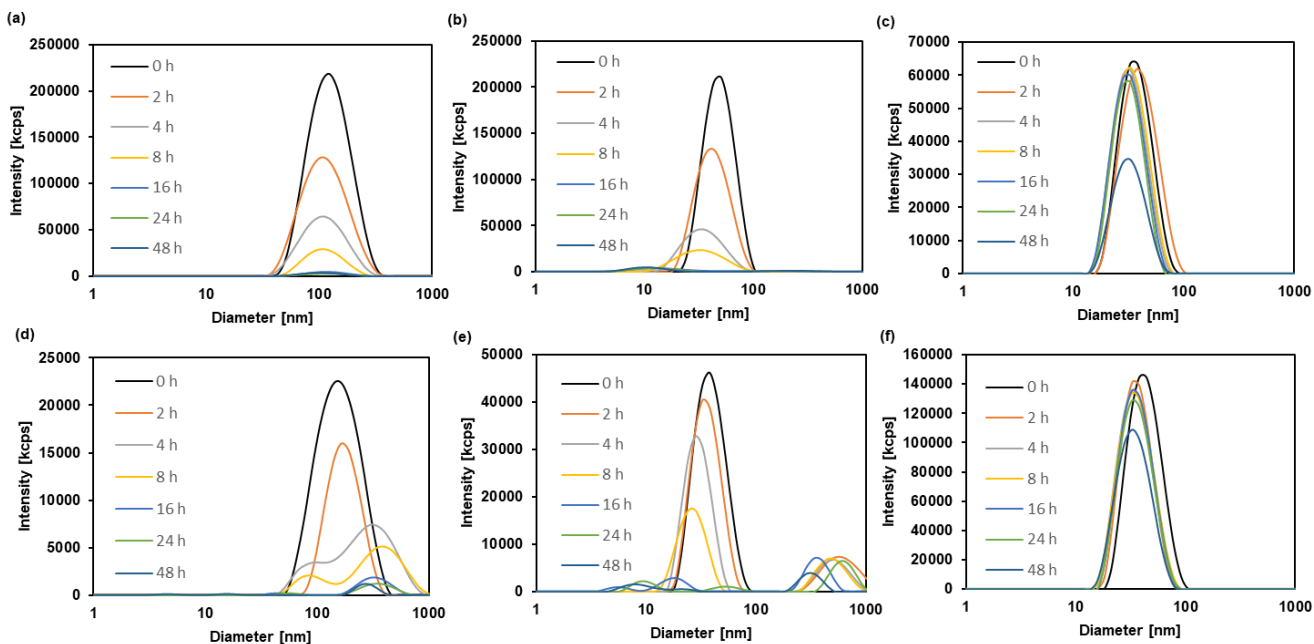 (a)
Intensity [kcps]
250000
200000
150000
100000
50000
0
0 h
2 h
4 h
8 h
16 h
24 h
48 h
1 10 100 1000
Diameter [nm]
(b)
Intensity [kcps]
250000
200000
150000
100000
50000
0
0 h
2 h
4 h
8 h
16 h
24 h
48 h
1 10 100 1000
Diameter [nm]
(c)
Intensity [kcps]
70000
60000
50000
40000
30000
20000
10000
0
0 h
2 h
4 h
8 h
16 h
24 h
48 h
1 10 100 1000
Diameter [nm]
(d)
Intensity [kcps]
25000
20000
15000
10000
5000
0
0 h
2 h
4 h
8 h
16 h
24 h
48 h
1 10 100 1000
Diameter [nm]
(e)
Intensity [kcps]
50000
40000
30000
20000
10000
0
0 h
2 h
4 h
8 h
16 h
24 h
48 h
1 10 100 1000
Diameter [nm]
(f)
Intensity [kcps]
160000
140000
120000
100000
80000
60000
40000
20000
0
0 h
2 h
4 h
8 h
16 h
24 h
48 h
1 10 100 1000
Diameter [nm]